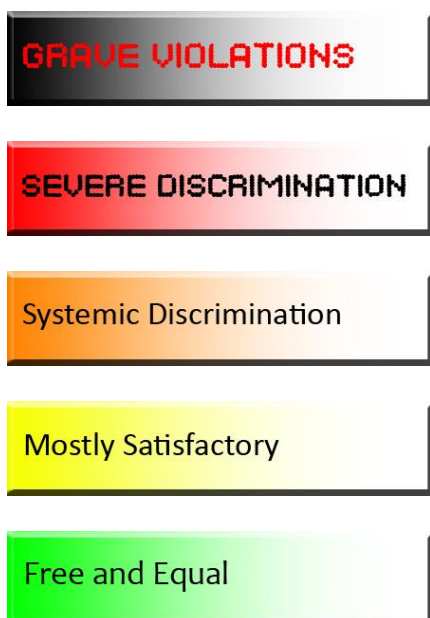 GRAVE VIOLATIONS
SEVERE DISCRIMINATION
Systemic Discrimination
Mostly Satisfactory
Free and Equal